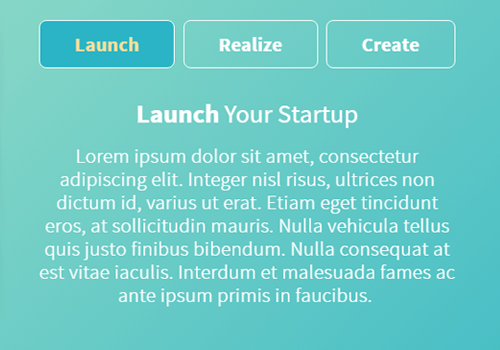 Launch Realize Create
Launch Your Startup
Lorem ipsum dolor sit amet, consectetur
adipiscing elit. Integer nisl risus, ultrices non
dictum id, varius ut erat. Etiam eget tincidunt
eros, at sollicitudin mauris. Nulla vehicula tellus
quis justo finibus bibendum. Nulla consequat at
est vitae iaculis. Interdum et malesuada fames ac
ante ipsum primis in faucibus.